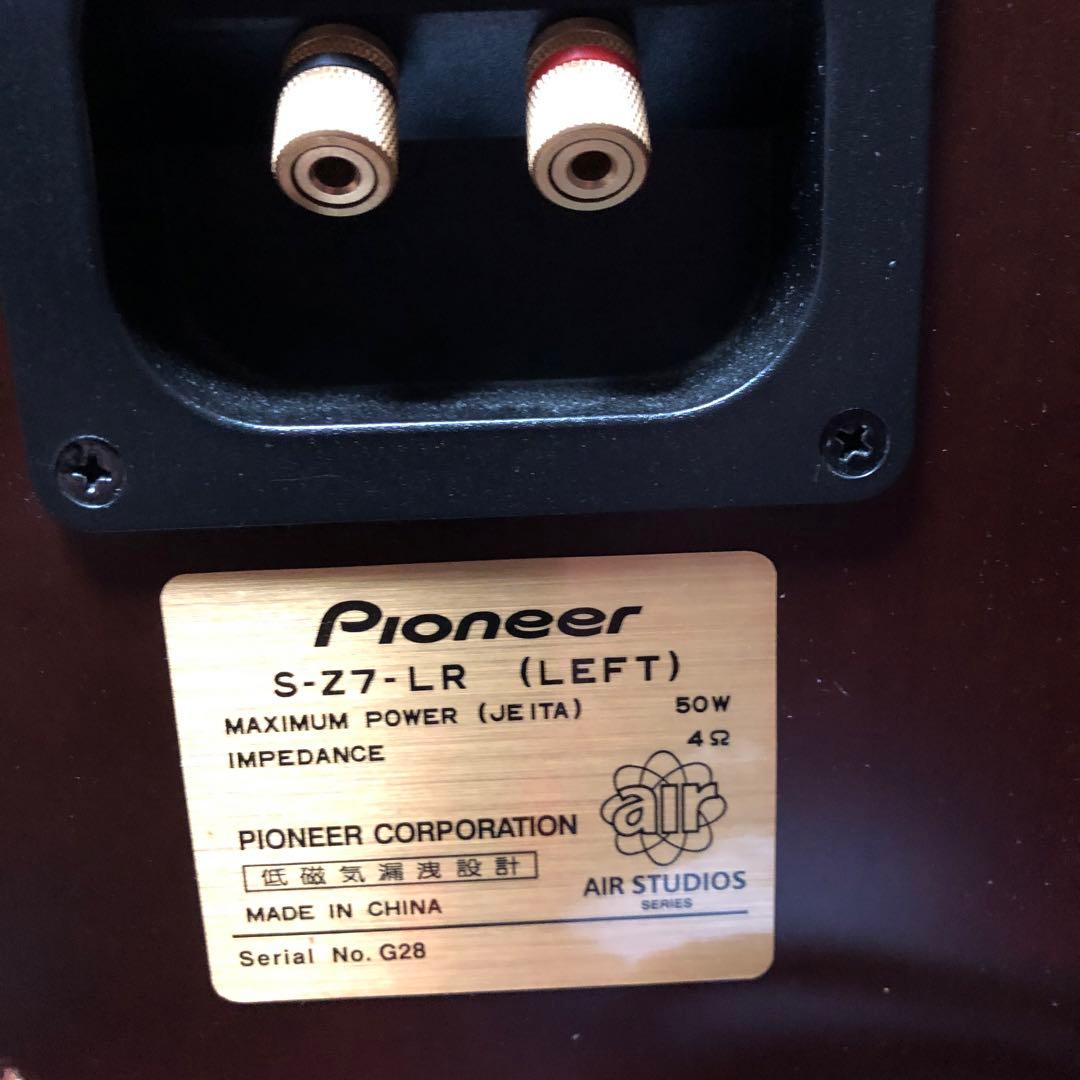 Pioneer
S-Z7-LR (LEFT)
MAXIMUM POWER (JEITA) 50W
IMPEDANCE 4Ω
air
PIONEER CORPORATION
低磁気漏洩設計
AIR STUDIOS
SERIES
MADE IN CHINA
Serial No. G28